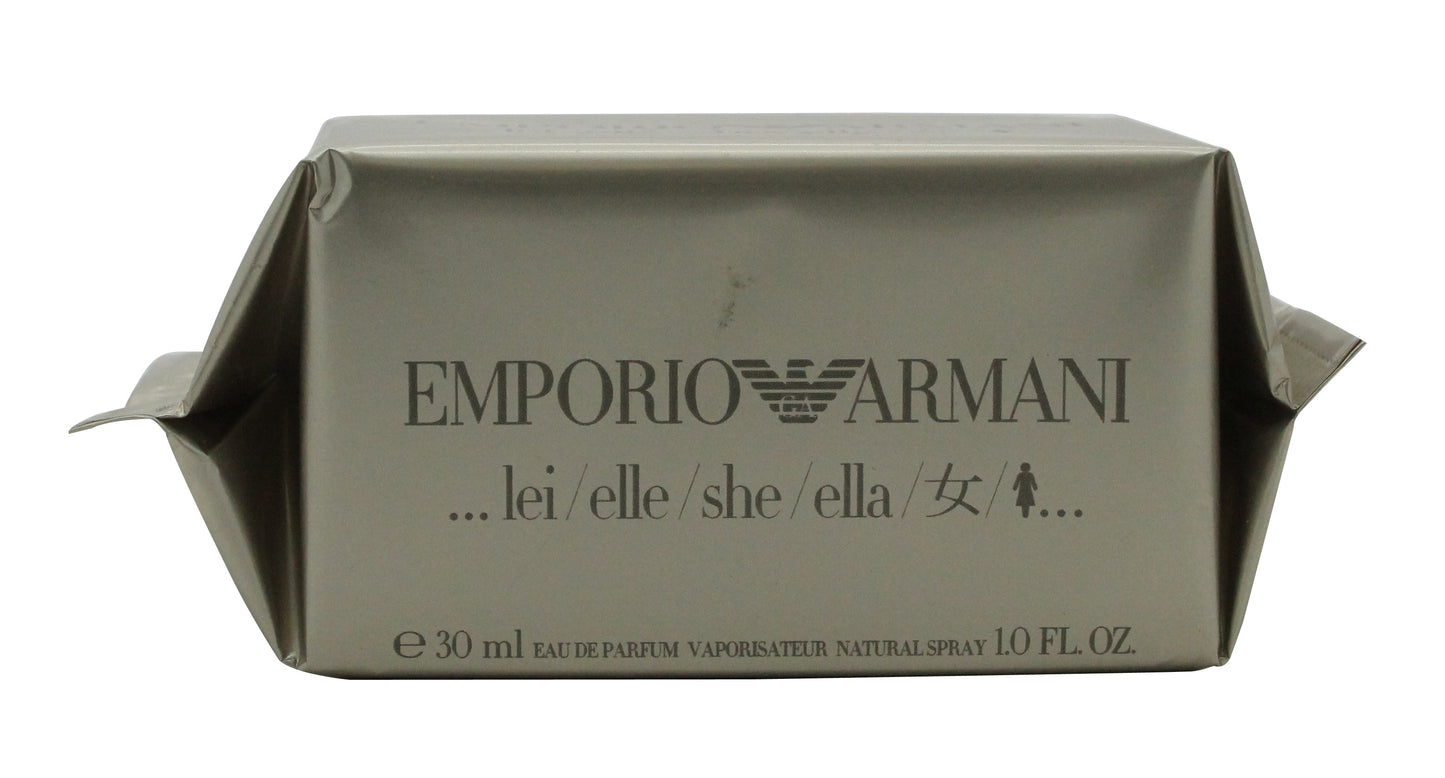 EMPORIO ARMANI
... lei/elle/she/ella/女/...
℮ 30 ml EAU DE PARFUM VAPORISATEUR NATURAL SPRAY 1.0 FL. OZ.